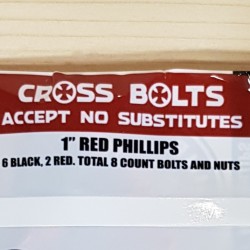 CROSS BOLTS
ACCEPT NO SUBSTITUTES
1" RED PHILLIPS
6 BLACK, 2 RED. TOTAL 8 COUNT BOLTS AND NUTS